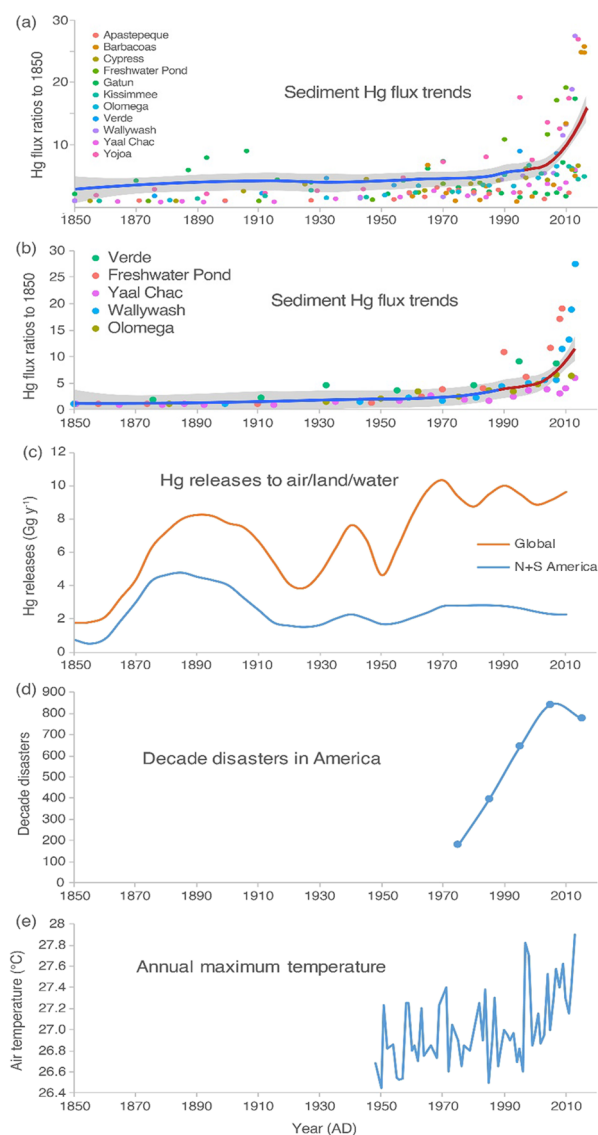 (a)
30
20
10
Hg flux ratios to 1850
Apastepeque
Barbacoas
Cypress
Freshwater Pond
Gatun
Kissimmee
Olomega
Verde
Wallywash
Yaal Chac
Yojoa
Sediment Hg flux trends
1850 1870 1890 1910 1930 1950 1970 1990 2010
(b)
30
25
20
15
10
5
0
Hg flux ratios to 1850
Verde
Freshwater Pond
Yaal Chac
Wallywash
Olomega
Sediment Hg flux trends
1850 1870 1890 1910 1930 1950 1970 1990 2010
(c)
12
10
8
6
4
2
0
Hg releases (Gg y-1)
Hg releases to air/land/water
Global
N+S America
1850 1870 1890 1910 1930 1950 1970 1990 2010
(d)
900
800
700
600
500
400
300
200
100
0
Decade disasters
Decade disasters in America
1850 1870 1890 1910 1930 1950 1970 1990 2010
(e)
28
27.8
27.6
27.4
27.2
27
26.8
26.6
26.4
Air temperature (°C)
Annual maximum temperature
1850 1870 1890 1910 1930 1950 1970 1990 2010
Year (AD)